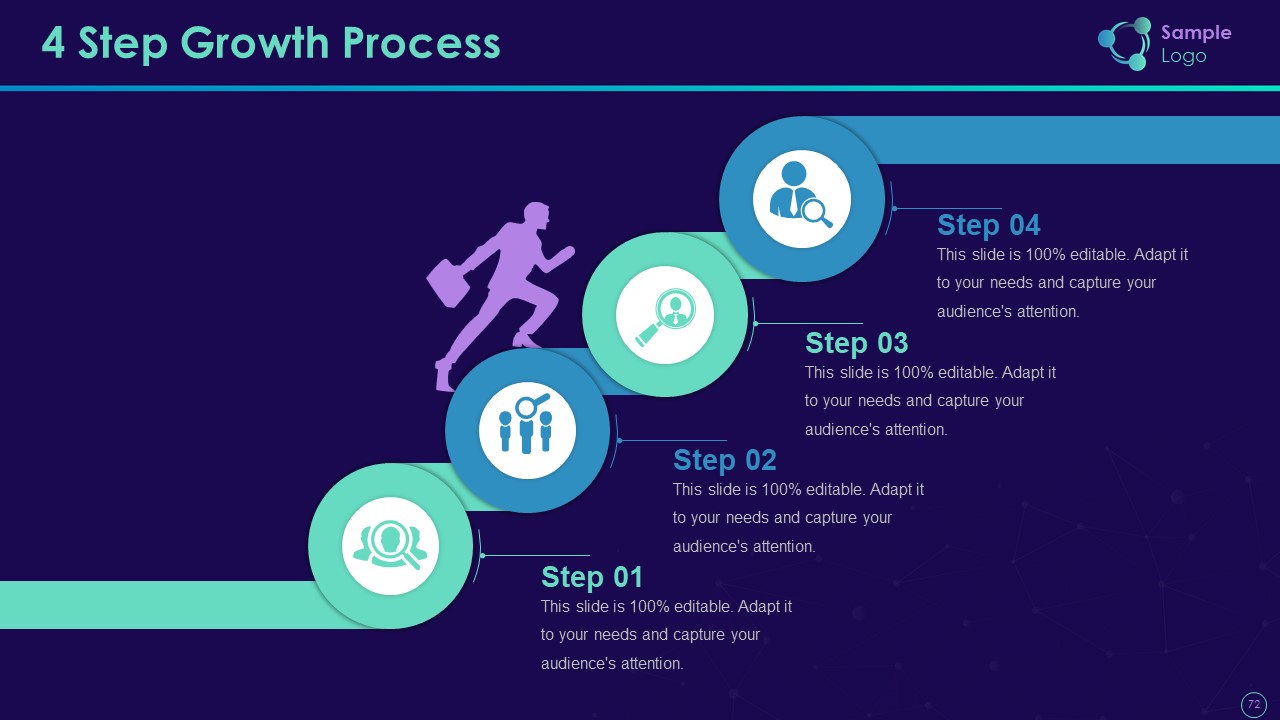 4 Step Growth Process
Sample
Logo
Step 04
This slide is 100% editable. Adapt it
to your needs and capture your
audience's attention.
Step 03
This slide is 100% editable. Adapt it
to your needs and capture your
audience's attention.
Step 02
This slide is 100% editable. Adapt it
to your needs and capture your
audience's attention.
Step 01
This slide is 100% editable. Adapt it
to your needs and capture your
audience's attention.
72